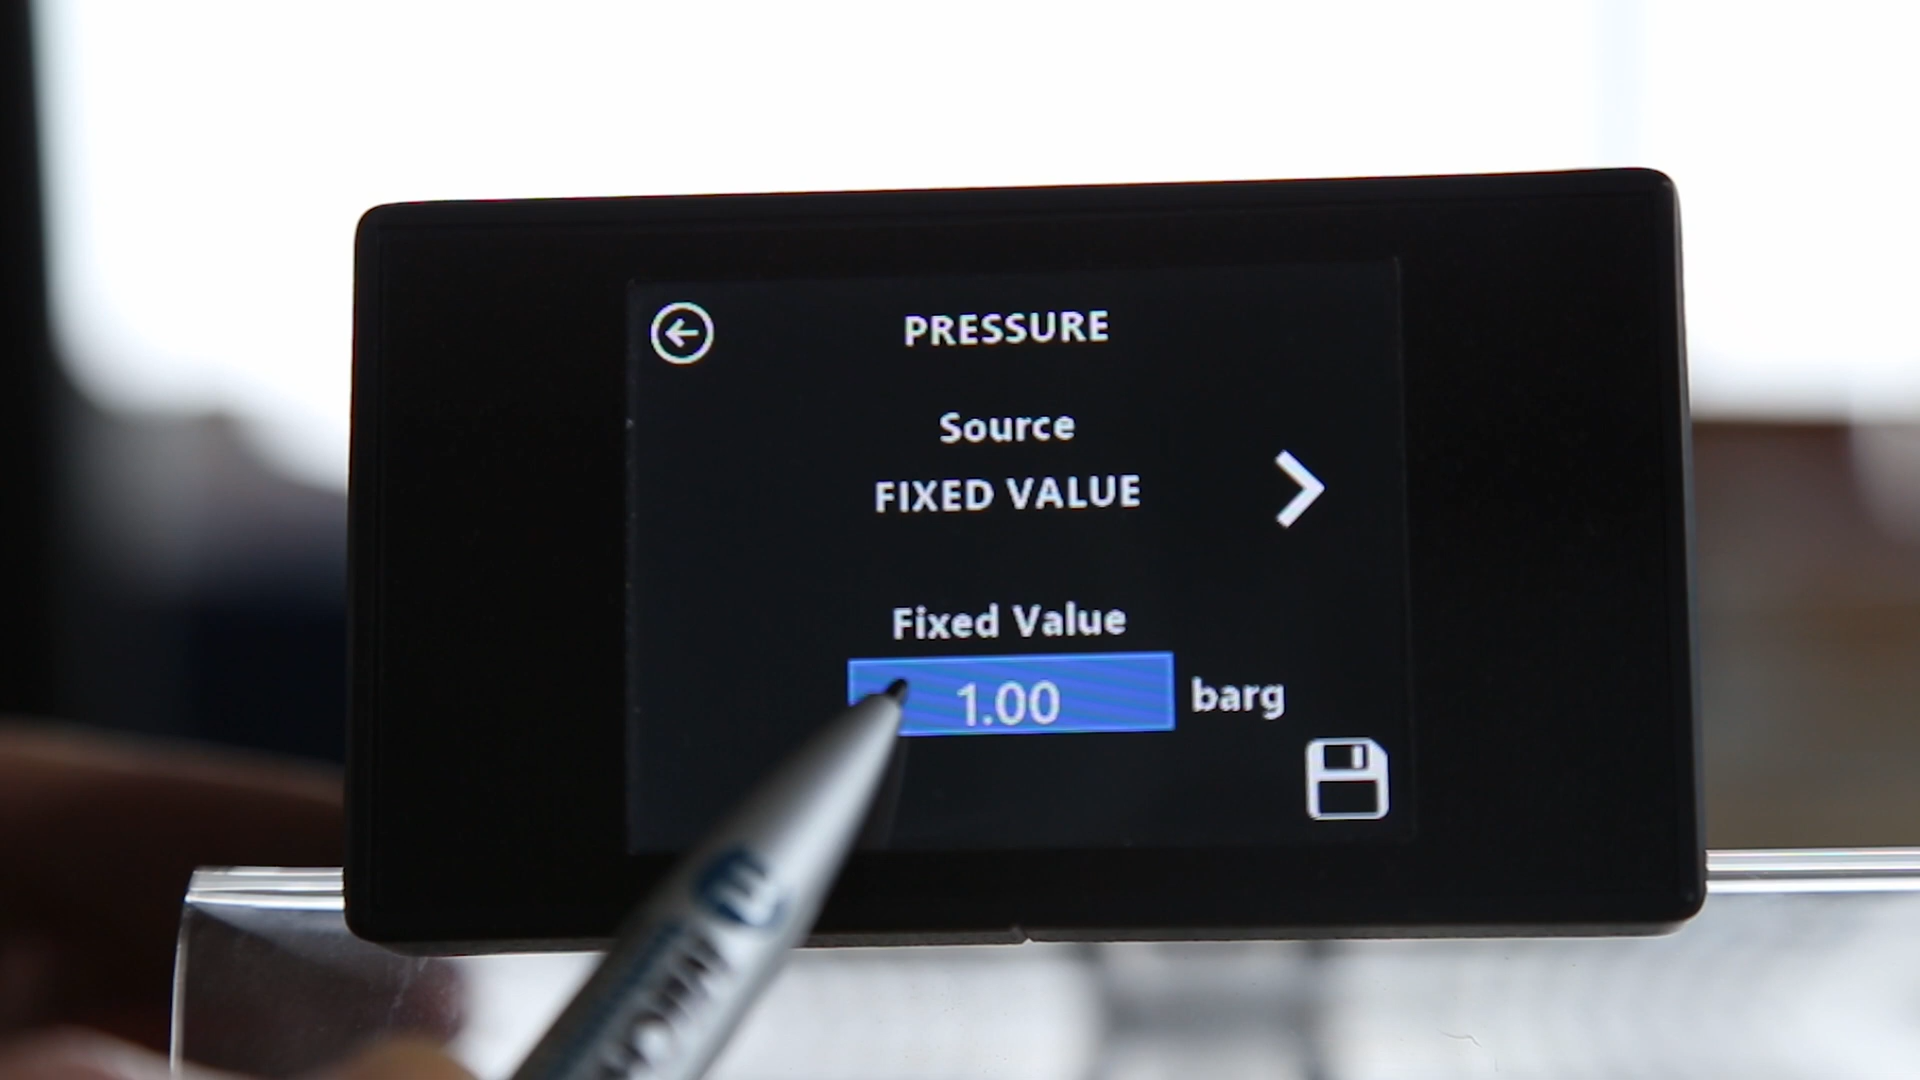 PRESSURE
Source
FIXED VALUE
Fixed Value
1.00 barg